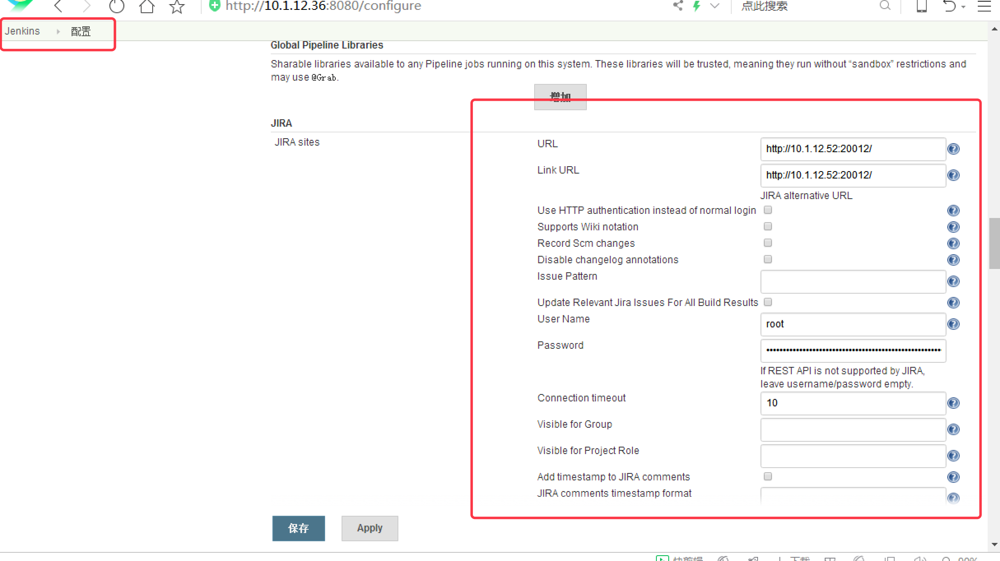 http://10.1.12.36:8080/configure
点此搜索
Jenkins 配置
Global Pipeline Libraries
Sharable libraries available to any Pipeline jobs running on this system. These libraries will be trusted, meaning they run without “sandbox” restrictions and
may use @Grab.
增加
JIRA
JIRA sites
URL http://10.1.12.52:20012/
Link URL http://10.1.12.52:20012/
JIRA alternative URL
Use HTTP authentication instead of normal login
Supports Wiki notation
Record Scm changes
Disable changelog annotations
Issue Pattern
Update Relevant Jira Issues For All Build Results
User Name root
Password
If REST API is not supported by JIRA,
leave username/password empty.
Connection timeout 10
Visible for Group
Visible for Project Role
Add timestamp to JIRA comments
JIRA comments timestamp format
保存 Apply
快剪辑 下载 90%